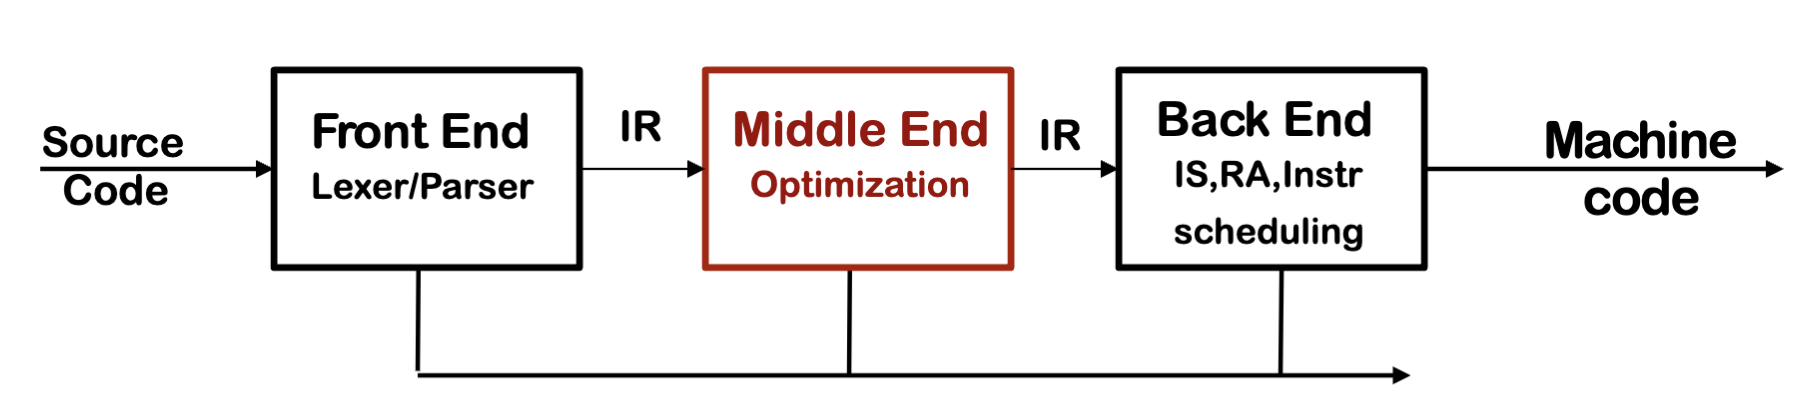 Source
Code
Front End
Lexer/Parser
IR
Middle End
Optimization
IR
Back End
IS,RA,Instr
scheduling
Machine
code